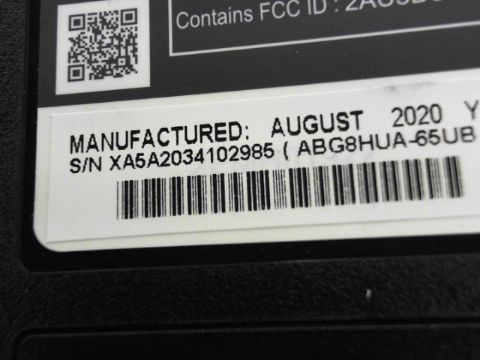 Contains FCC ID :
MANUFACTURED: AUGUST 2020 Y
S/N XA5A2034102985 ( ABG8HUA-65UB